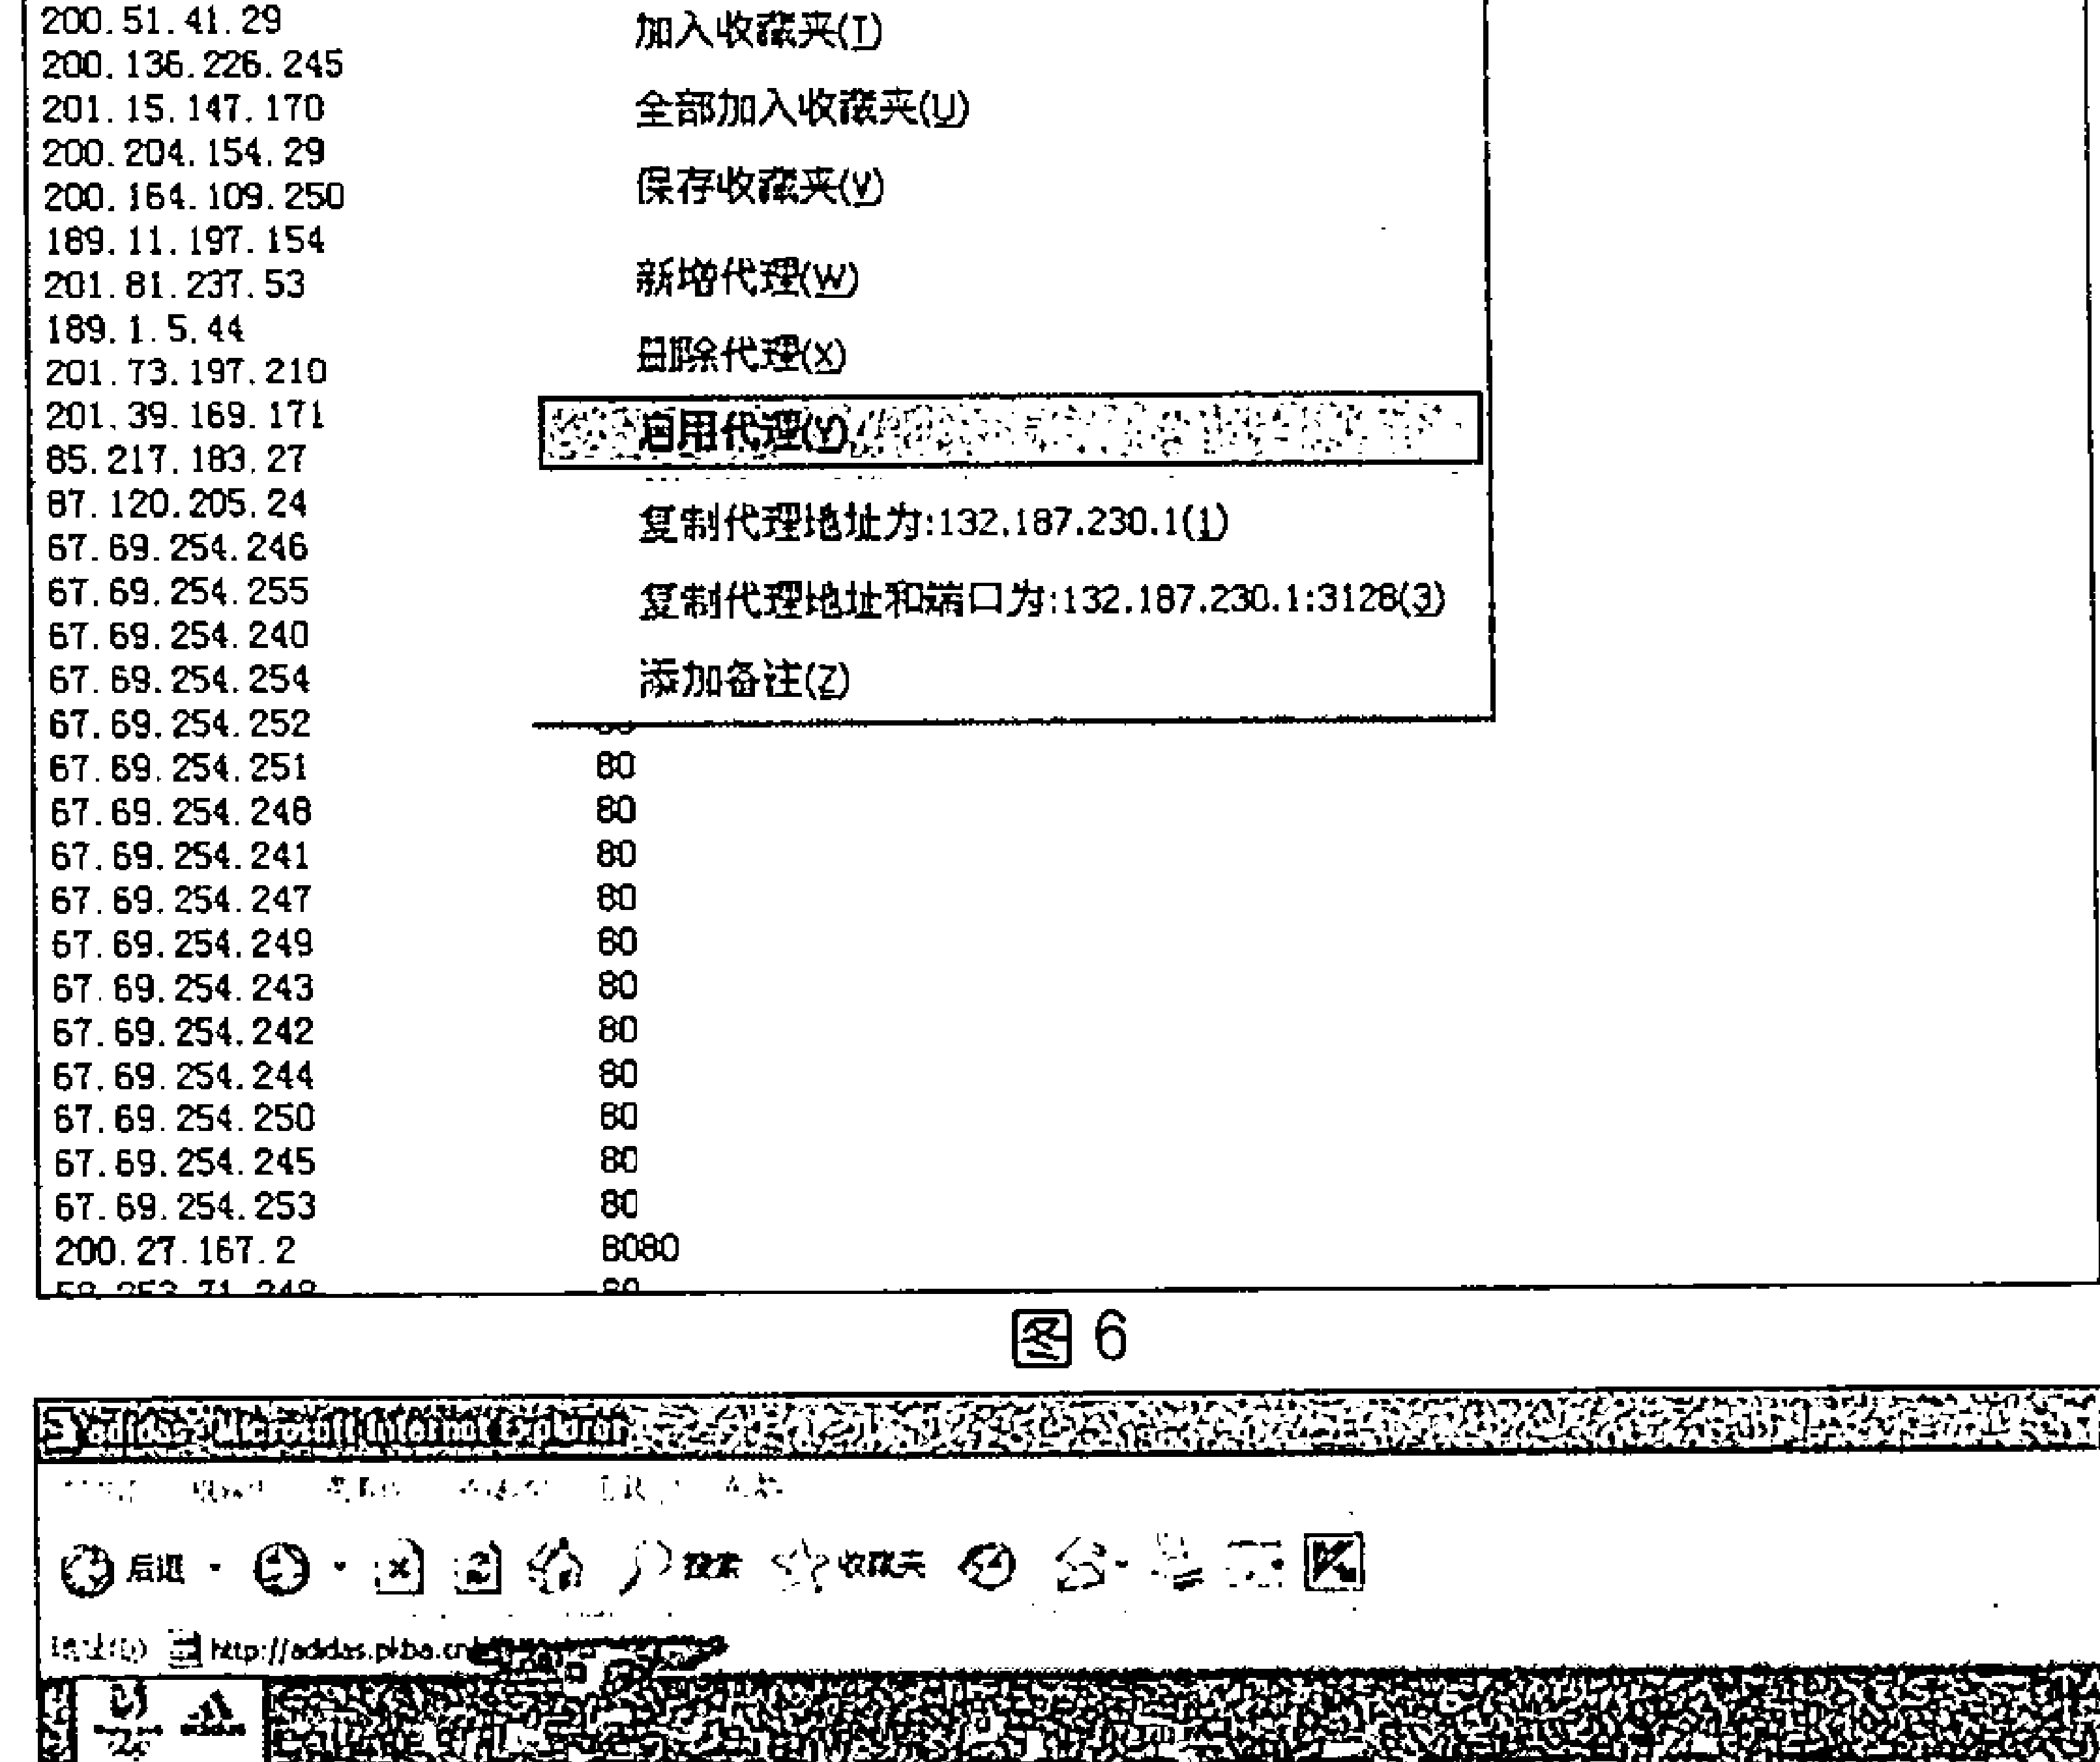 200.51.41.29
200.136.226.245
201.15.147.170
200.204.154.29
200.164.109.250
189.11.197.154
201.81.237.53
189.1.5.44
201.73.197.210
201.39.169.171
85.217.183.27
87.120.205.24
67.69.254.246
67.69.254.255
67.69.254.240
67.69.254.254
67.69.254.252
67.69.254.251 80
67.69.254.248 80
67.69.254.241 80
67.69.254.247 80
67.69.254.249 80
67.69.254.243 80
67.69.254.242 80
67.69.254.244 80
67.69.254.250 80
67.69.254.245 80
67.69.254.253 80
200.27.167.2 8080
加入收藏夹(T)
全部加入收藏夹(U)
保存收藏夹(V)
新增代理(W)
删除代理(X)
启用代理(Y)
复制代理地址为:132.187.230.1(1)
复制代理地址和端口为:132.187.230.1:3128(3)
添加备注(Z)
图 6
adidas - Microsoft Internet Explorer
后退 搜索 收藏夹
地址(D)
adidas